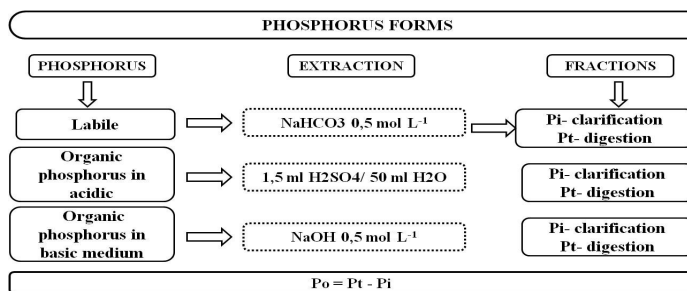 PHOSPHORUS FORMS
PHOSPHORUS
EXTRACTION
FRACTIONS
Labile
NaHCO3 0,5 mol L⁻¹
Pi- clarification
Pt- digestion
Organic
phosphorus in
acidic
1,5 ml H2SO4/ 50 ml H2O
Pi- clarification
Pt- digestion
Organic
phosphorus in
basic medium
NaOH 0,5 mol L⁻¹
Pi- clarification
Pt- digestion
Po = Pt - Pi